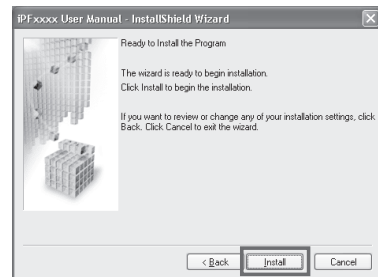 iPFxxxx User Manual - InstallShield Wizard
Ready to Install the Program
The wizard is ready to begin installation.
Click Install to begin the installation.
If you want to review or change any of your installation settings, click
Back. Click Cancel to exit the wizard.
< Back
Install
Cancel